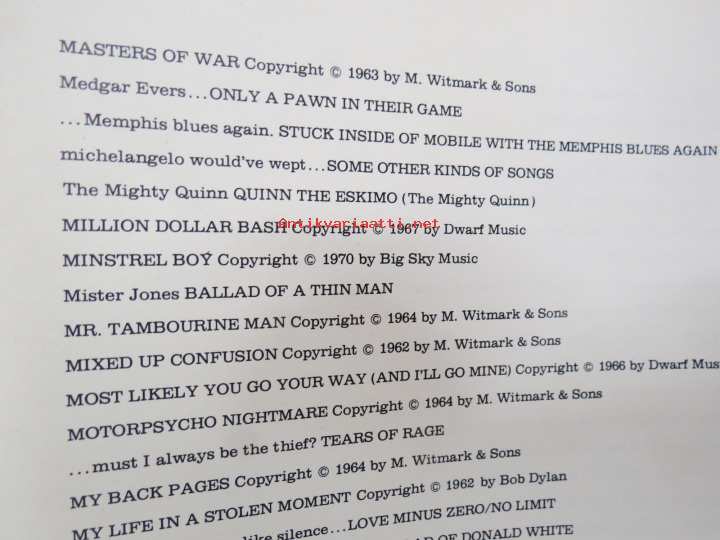 MASTERS OF WAR Copyright © 1963 by M. Witmark & Sons
Medgar Evers...ONLY A PAWN IN THEIR GAME
...Memphis blues again. STUCK INSIDE OF MOBILE WITH THE MEMPHIS BLUES AGAIN
michelangelo would've wept...SOME OTHER KINDS OF SONGS
The Mighty Quinn QUINN THE ESKIMO (The Mighty Quinn)
MILLION DOLLAR BASH Copyright © 1967 by Dwarf Music
antikvariaatti.net
MINSTREL BOY Copyright © 1970 by Big Sky Music
Mister Jones BALLAD OF A THIN MAN
MR. TAMBOURINE MAN Copyright © 1964 by M. Witmark & Sons
MIXED UP CONFUSION Copyright © 1962 by M. Witmark & Sons
MOST LIKELY YOU GO YOUR WAY (AND I'LL GO MINE) Copyright © 1966 by Dwarf Mus
MOTORPSYCHO NIGHTMARE Copyright © 1964 by M. Witmark & Sons
...must I always be the thief? TEARS OF RAGE
MY BACK PAGES Copyright © 1964 by M. Witmark & Sons
MY LIFE IN A STOLEN MOMENT Copyright © 1962 by Bob Dylan
like silence...LOVE MINUS ZERO/NO LIMIT
OF DONALD WHITE